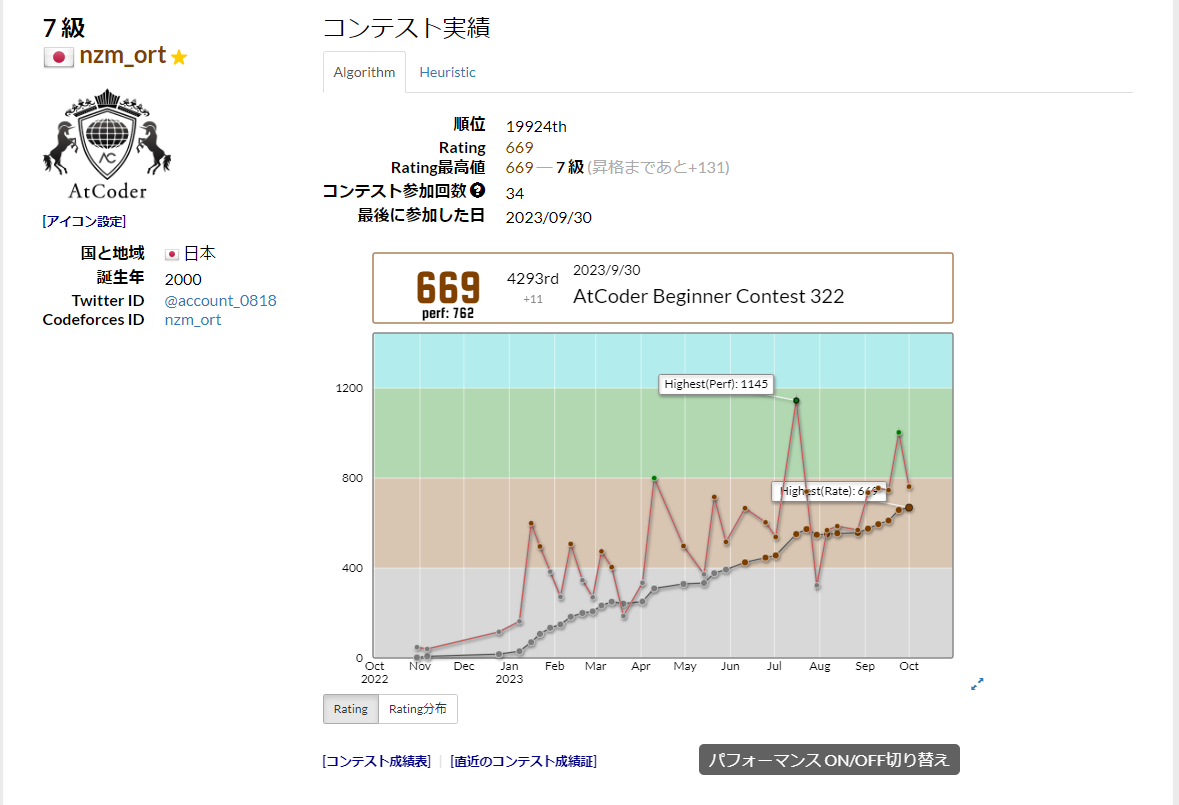 7 級
nzm_ort
AtCoder
[アイコン設定]
国と地域 日本
誕生年 2000
Twitter ID @account_0818
Codeforces ID nzm_ort
コンテスト実績
Algorithm Heuristic
順位 19924th
Rating 669
Rating最高値 669 ― 7 級 (昇格まであと+131)
コンテスト参加回数 34
最後に参加した日 2023/09/30
669
perf: 762
4293rd
+11
2023/9/30
AtCoder Beginner Contest 322
Highest(Perf): 1145
Highest(Rate): 669
1200
800
400
0
Oct Nov Dec Jan Feb Mar Apr May Jun Jul Aug Sep Oct
2022 2023
Rating Rating分布
[コンテスト成績表] | [直近のコンテスト成績証]
パフォーマンス ON/OFF切り替え